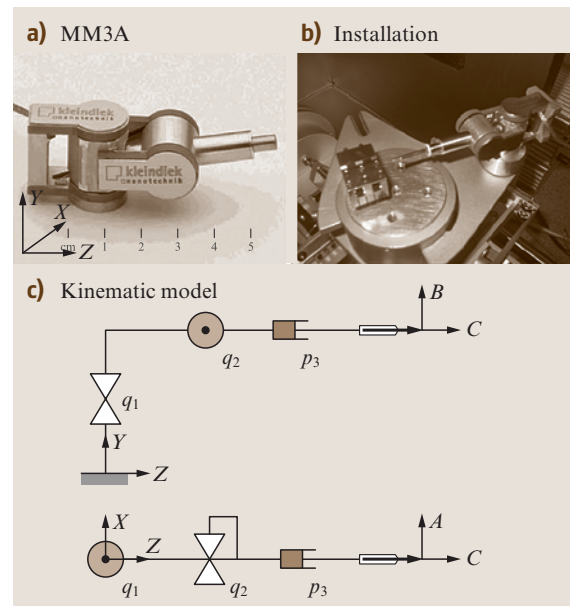 a) MM3A
b) Installation
kleindiek
nanotechnik
kleindiek
nanotechnik
Y
X
Z
cm 1 2 3 4 5
c) Kinematic model
B
C
q2
p3
q1
Y
Z
X
A
Z
C
q1
q2
p3